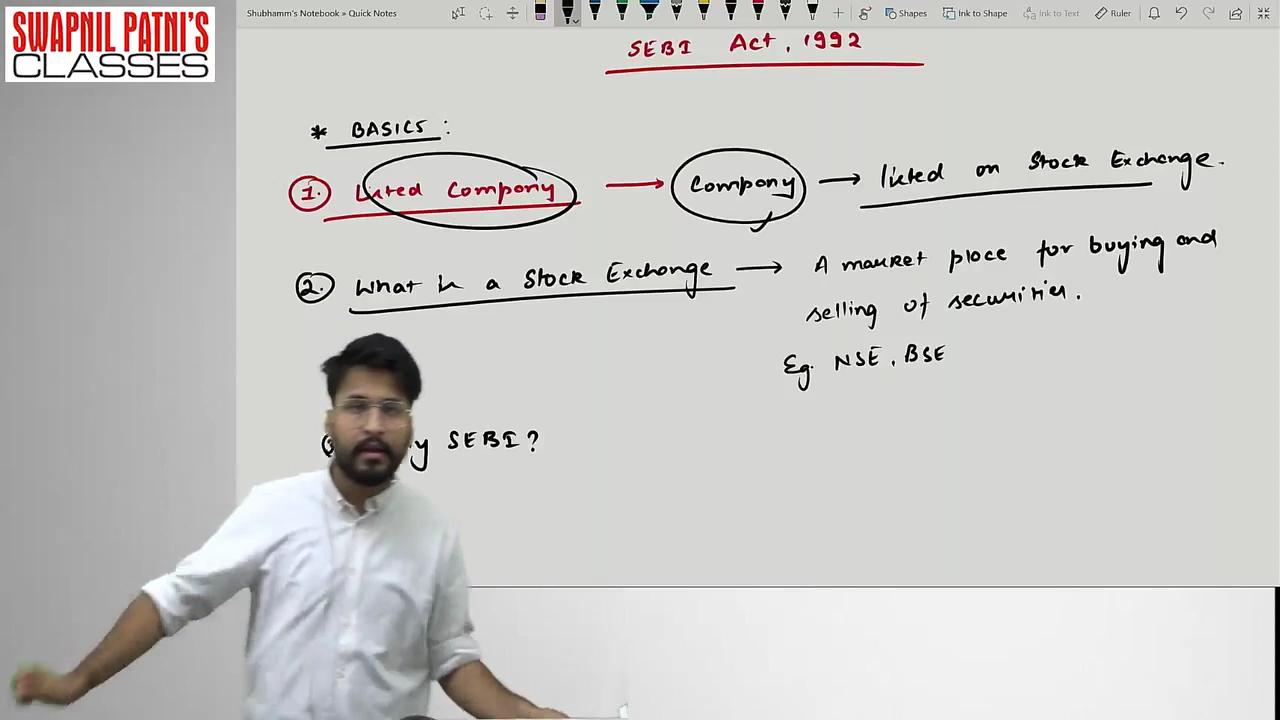 SWAPNIL PATNI'S
CLASSES
Shubhamm's Notebook » Quick Notes
Shapes
Ink to Shape
Ink to Text
Ruler
SEBI Act, 1992
* BASICS :
1. Listed Company → Company → listed on Stock Exchange.
2. What is a Stock Exchange → A market place for buying and
selling of securities.
Eg. NSE, BSE
SEBI?